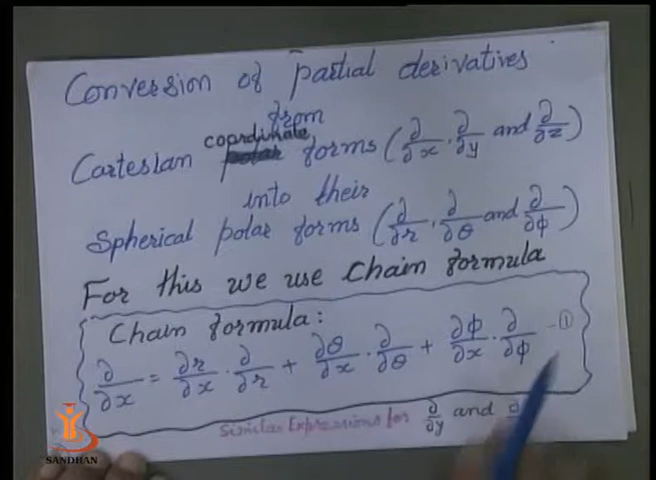 Conversion of partial derivatives
from
Cartesian coordinate forms (∂/∂x, ∂/∂y and ∂/∂z)
into their
Spherical polar forms (∂/∂r, ∂/∂θ and ∂/∂ϕ)
For this we use Chain formula
Chain formula:
∂/∂x = ∂r/∂x · ∂/∂r + ∂θ/∂x · ∂/∂θ + ∂ϕ/∂x · ∂/∂ϕ - ①
Similar Expressions for ∂/∂y and
SANDHAN